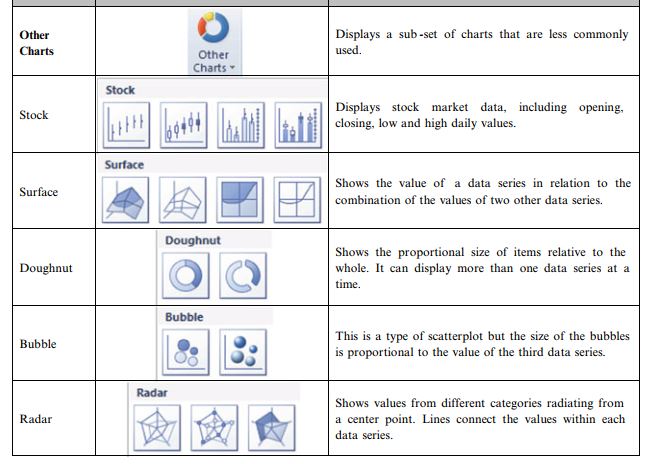 Other
Charts
Other
Charts
Displays a sub-set of charts that are less commonly
used.
Stock
Stock
Displays stock market data, including opening,
closing, low and high daily values.
Surface
Surface
Shows the value of a data series in relation to the
combination of the values of two other data series.
Doughnut
Doughnut
Shows the proportional size of items relative to the
whole. It can display more than one data series at a
time.
Bubble
Bubble
This is a type of scatterplot but the size of the bubbles
is proportional to the value of the third data series.
Radar
Radar
Shows values from different categories radiating from
a center point. Lines connect the values within each
data series.